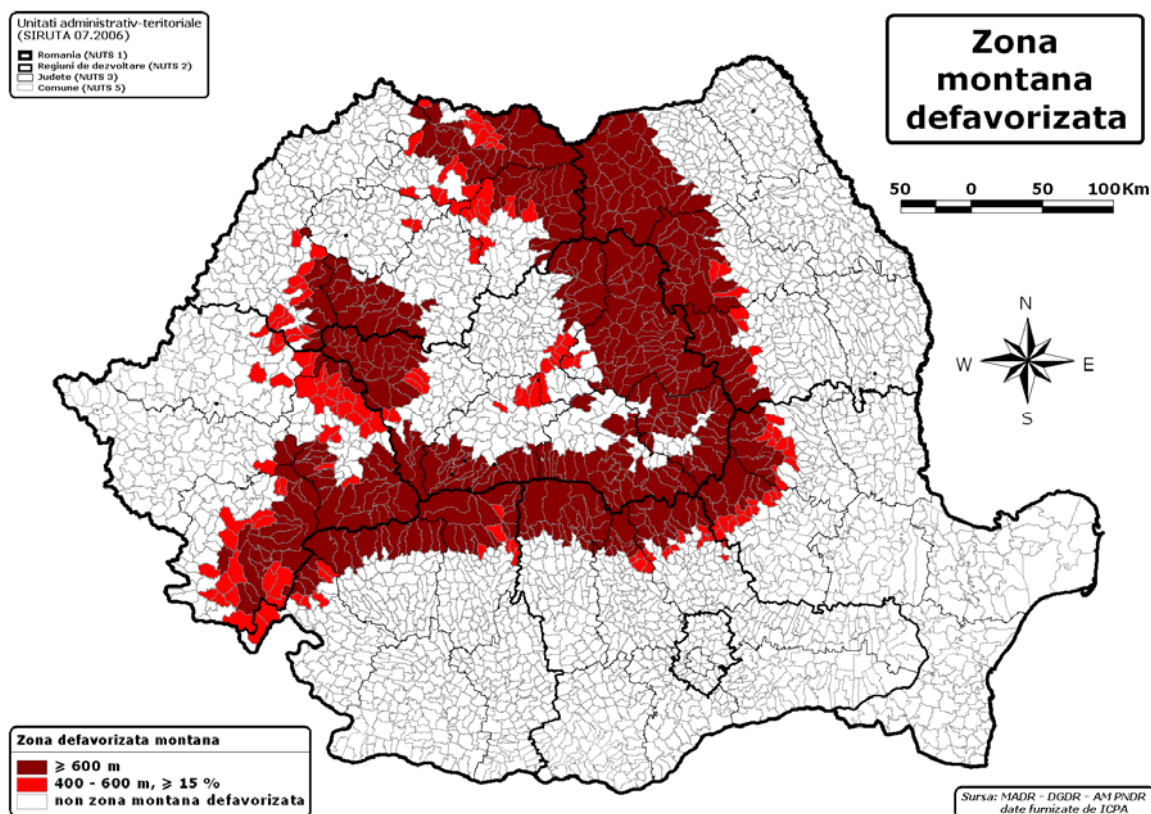 Unitati administrativ-teritoriale
(SIRUTA 07.2006)
Romania (NUTS 1)
Regiuni de dezvoltare (NUTS 2)
Judete (NUTS 3)
Comune (NUTS 5)
Zona
montana
defavorizata
50 0 50 100Km
N
W E
S
Zona defavorizata montana
≥ 600 m
400 - 600 m, ≥ 15 %
non zona montana defavorizata
Sursa: MADR - DGDR - AM PNDR
date furnizate de ICPA